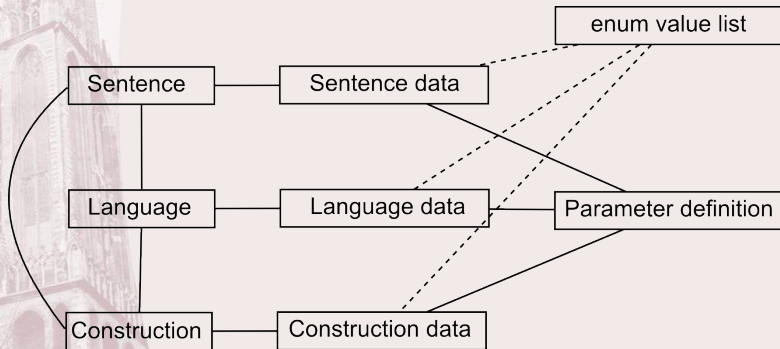 enum value list
Sentence
Sentence data
Language
Language data
Parameter definition
Construction
Construction data